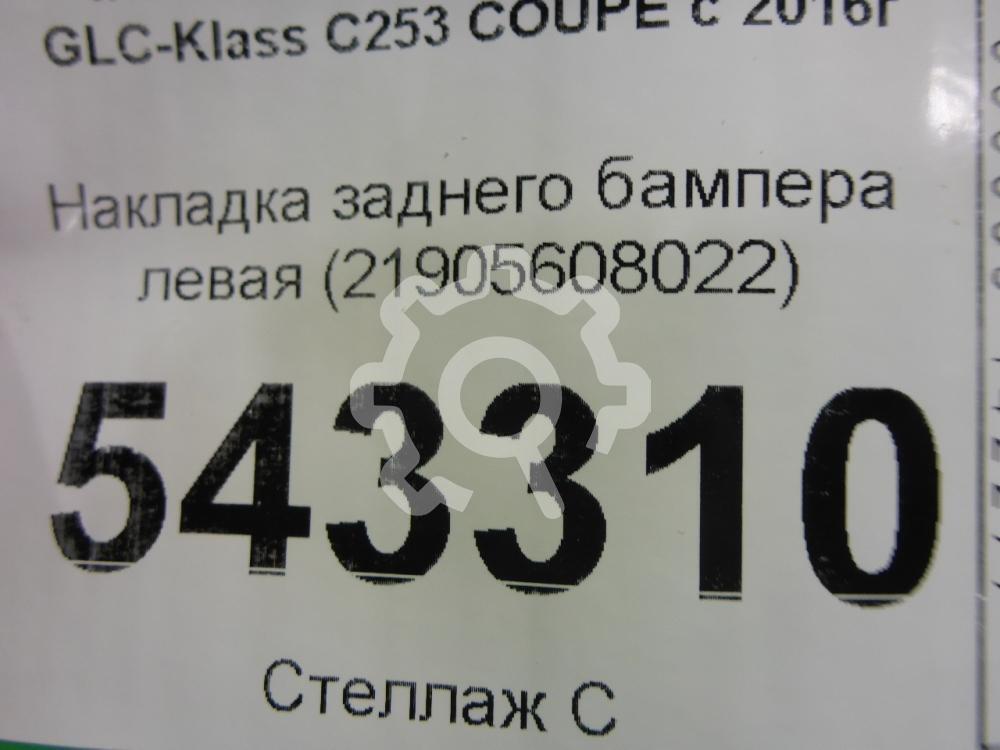 GLC-Klass C253 COUPE с 2016г
Накладка заднего бампера
левая (21905608022)
543310
Стеллаж С